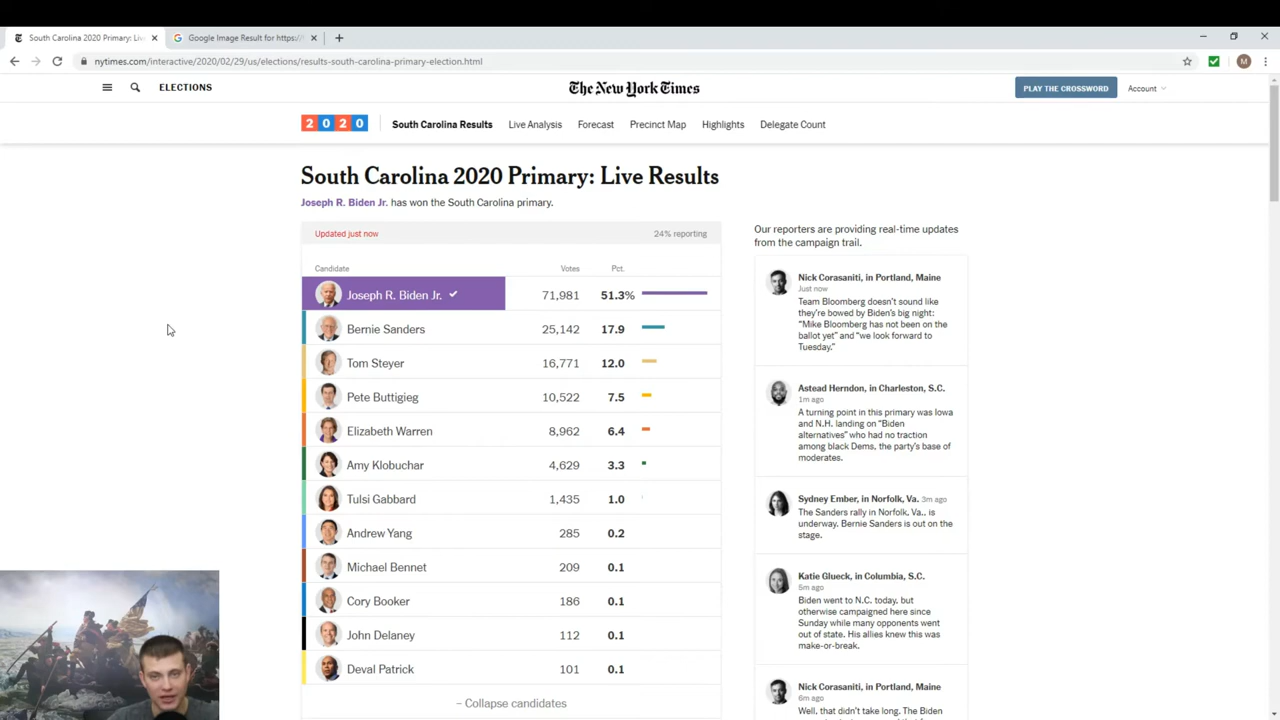 South Carolina 2020 Primary: Liv
Google Image Result for https://
nytimes.com/interactive/2020/02/29/us/elections/results-south-carolina-primary-election.html
M
ELECTIONS
The New York Times
PLAY THE CROSSWORD
Account
2020
South Carolina Results
Live Analysis
Forecast
Precinct Map
Highlights
Delegate Count
South Carolina 2020 Primary: Live Results
Joseph R. Biden Jr. has won the South Carolina primary.
Updated just now
24% reporting
Candidate Votes Pct.
Joseph R. Biden Jr. 71,981 51.3%
Bernie Sanders 25,142 17.9
Tom Steyer 16,771 12.0
Pete Buttigieg 10,522 7.5
Elizabeth Warren 8,962 6.4
Amy Klobuchar 4,629 3.3
Tulsi Gabbard 1,435 1.0
Andrew Yang 285 0.2
Michael Bennet 209 0.1
Cory Booker 186 0.1
John Delaney 112 0.1
Deval Patrick 101 0.1
– Collapse candidates
Our reporters are providing real-time updates
from the campaign trail.
Nick Corasaniti, in Portland, Maine
Just now
Team Bloomberg doesn't sound like
they're bowed by Biden's big night:
"Mike Bloomberg has not been on the
ballot yet" and "we look forward to
Tuesday."
Astead Herndon, in Charleston, S.C.
1m ago
A turning point in this primary was Iowa
and N.H. landing on "Biden
alternatives" who had no traction
among black Dems, the party's base of
moderates.
Sydney Ember, in Norfolk, Va. 3m ago
The Sanders rally in Norfolk, Va., is
underway. Bernie Sanders is out on the
stage.
Katie Glueck, in Columbia, S.C.
5m ago
Biden went to N.C. today, but
otherwise campaigned here since
Sunday while many opponents went
out of state. His allies knew this was
make-or-break.
Nick Corasaniti, in Portland, Maine
6m ago
Well, that didn't take long. The Biden